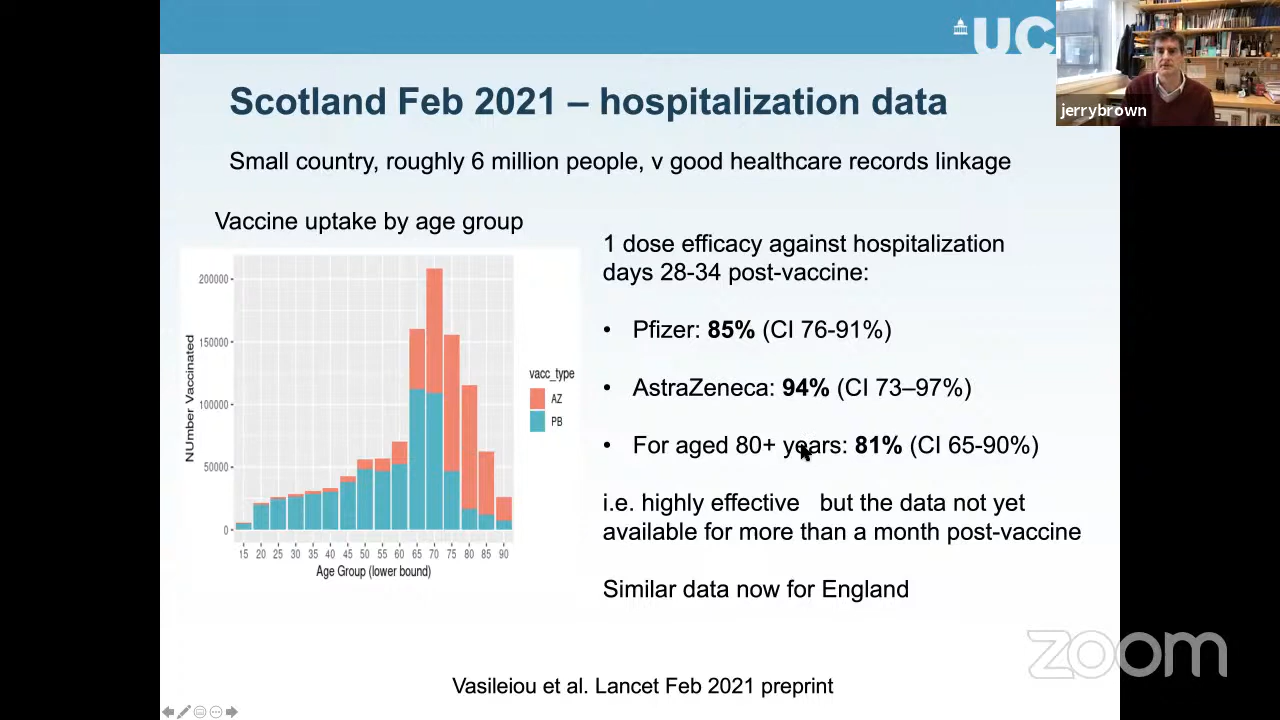 UC
jerrybrown
Scotland Feb 2021 – hospitalization data
Small country, roughly 6 million people, v good healthcare records linkage
Vaccine uptake by age group
NUmber Vaccinated
200000
150000
100000
50000
0
15 20 25 30 35 40 45 50 55 60 65 70 75 80 85 90
Age Group (lower bound)
vacc_type
AZ
PB
1 dose efficacy against hospitalization
days 28-34 post-vaccine:
• Pfizer: 85% (CI 76-91%)
• AstraZeneca: 94% (CI 73–97%)
• For aged 80+ years: 81% (CI 65-90%)
i.e. highly effective but the data not yet
available for more than a month post-vaccine
Similar data now for England
zoom
Vasileiou et al. Lancet Feb 2021 preprint